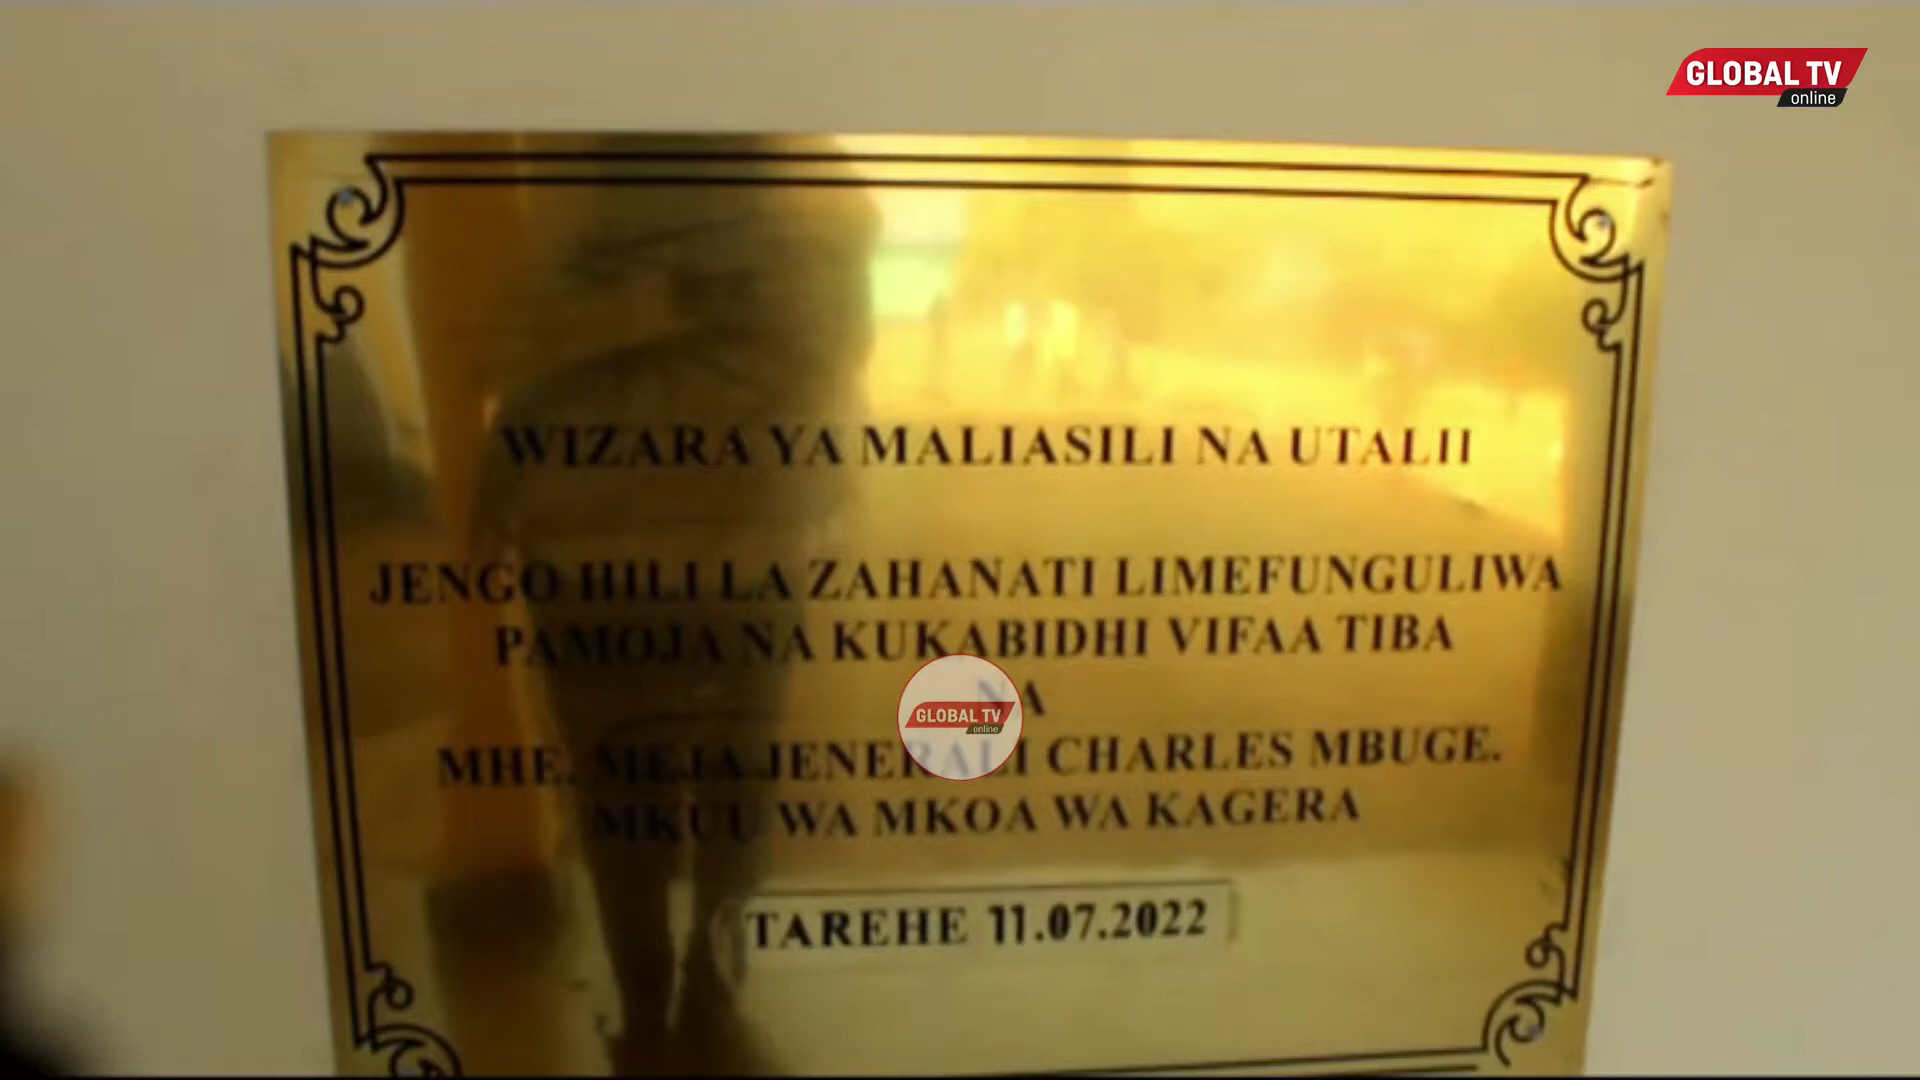 GLOBAL TV
online
WIZARA YA MALIASILI NA UTALII
JENGO HILI LA ZAHANATI LIMEFUNGULIWA
PAMOJA NA KUKABIDHI VIFAA TIBA
NA
GLOBAL TV
online
MHE. MEJA JENERALI CHARLES MBUGE.
MKUU WA MKOA WA KAGERA
TAREHE 11.07.2022